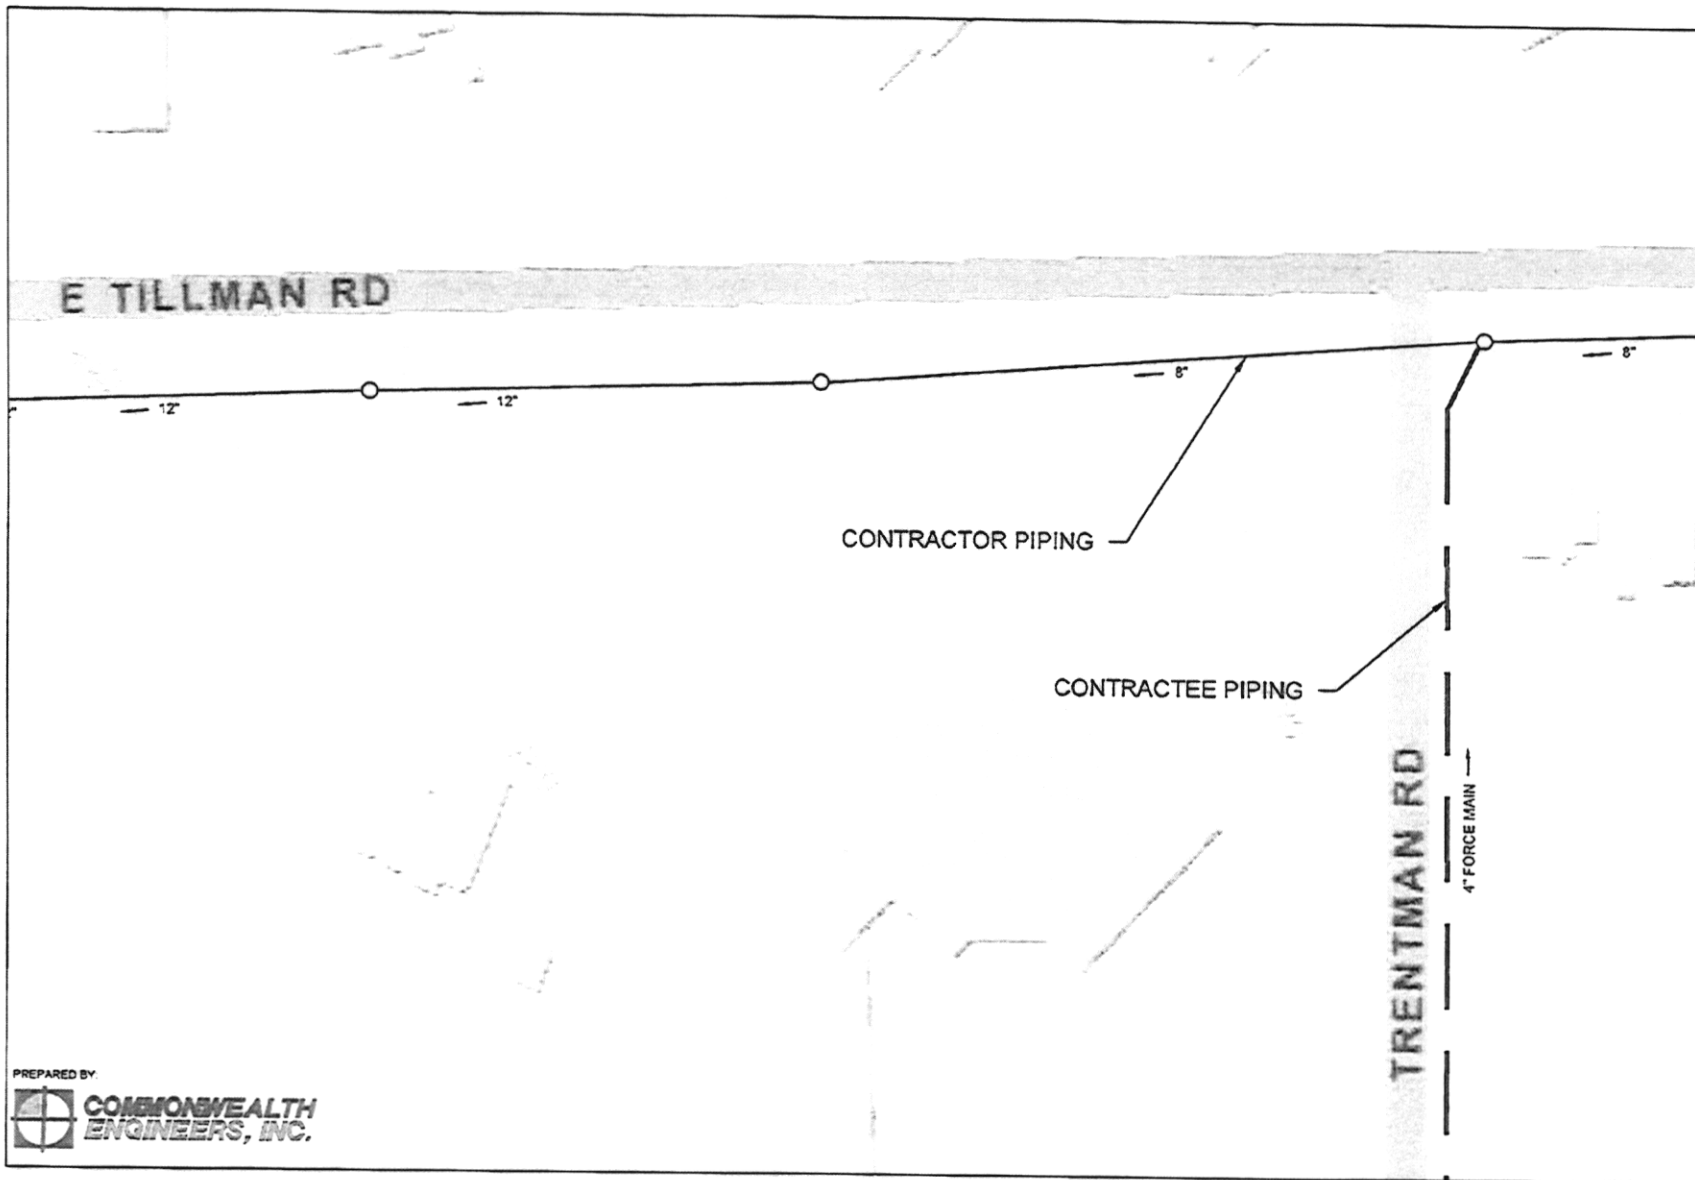 E TILLMAN RD
12"
12"
8"
8"
CONTRACTOR PIPING
CONTRACTEE PIPING
TRENTMAN RD
4" FORCE MAIN
PREPARED BY:
COMMONWEALTH
ENGINEERS, INC.